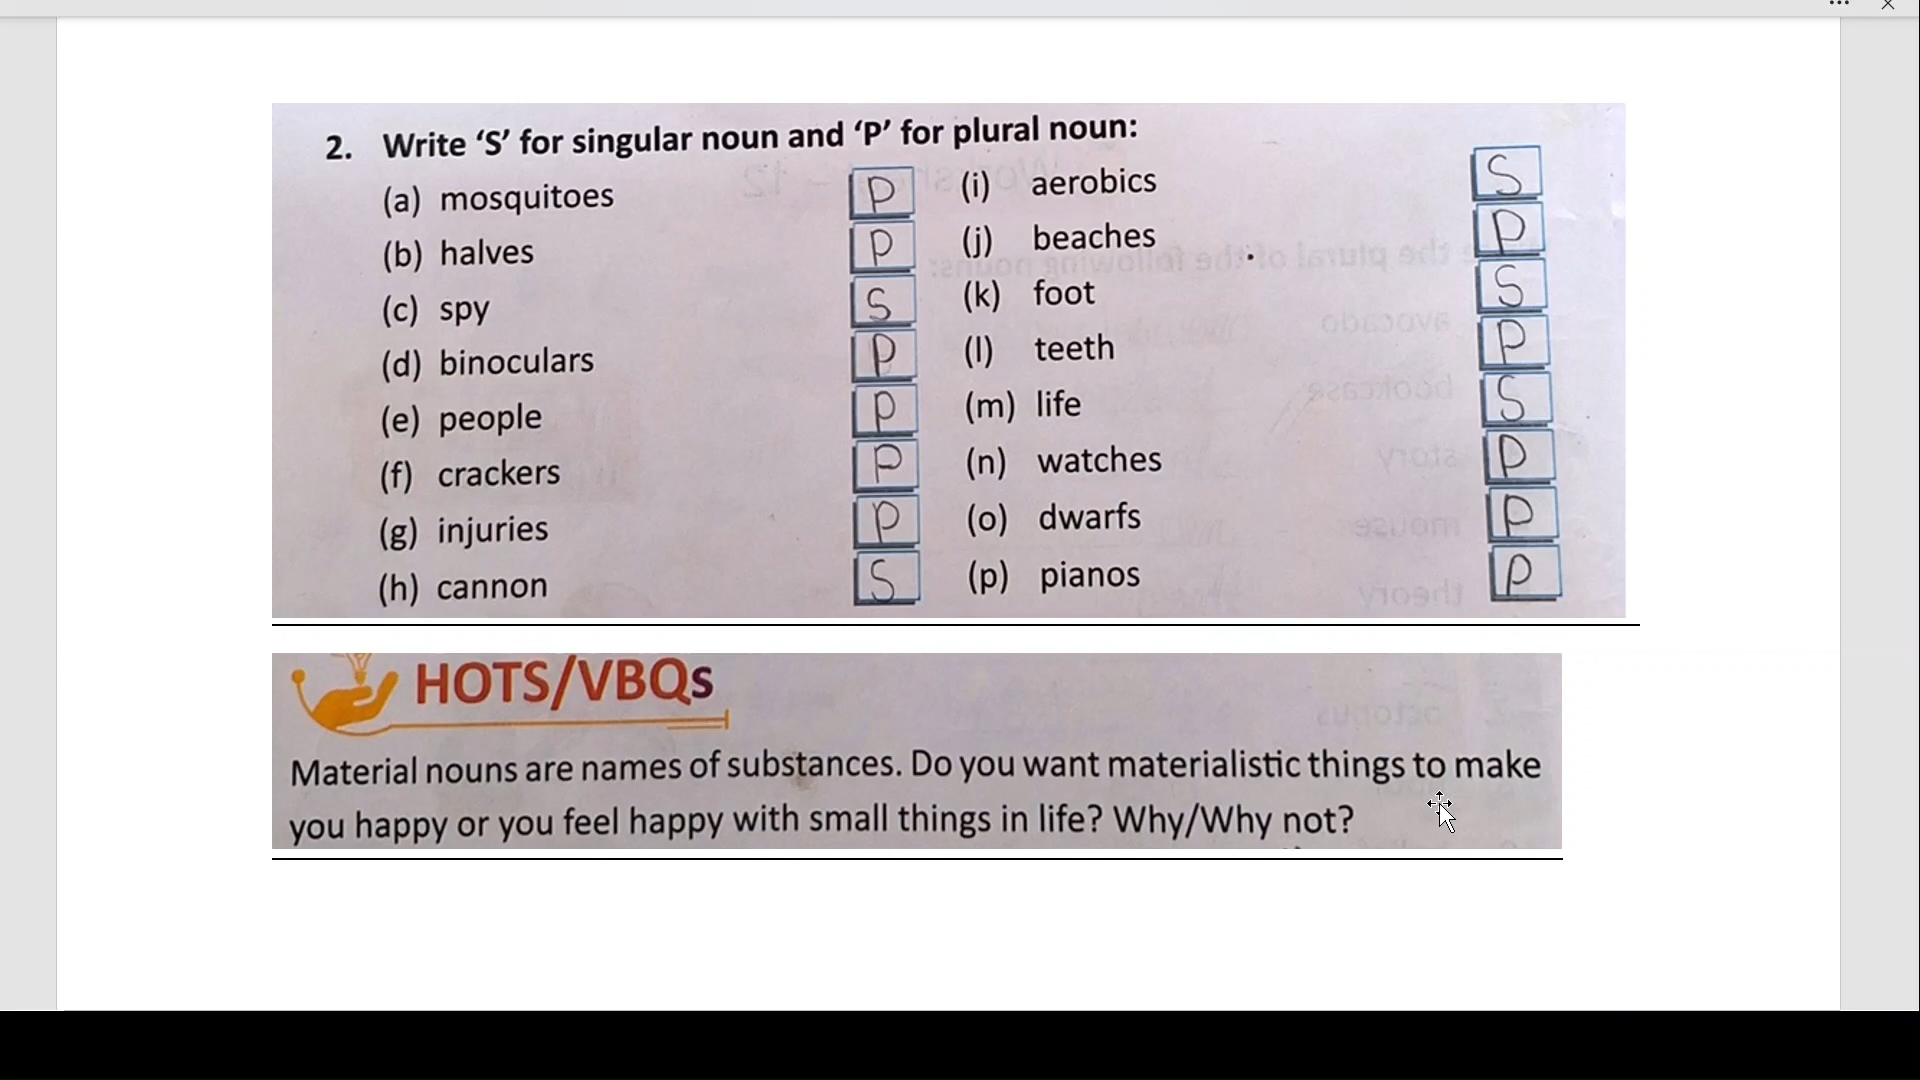 2. Write ‘S’ for singular noun and ‘P’ for plural noun:
(a) mosquitoes P
(b) halves P
(c) spy S
(d) binoculars P
(e) people P
(f) crackers P
(g) injuries P
(h) cannon S
(i) aerobics S
(j) beaches P
(k) foot S
(l) teeth P
(m) life S
(n) watches P
(o) dwarfs P
(p) pianos P
HOTS/VBQs
Material nouns are names of substances. Do you want materialistic things to make
you happy or you feel happy with small things in life? Why/Why not?